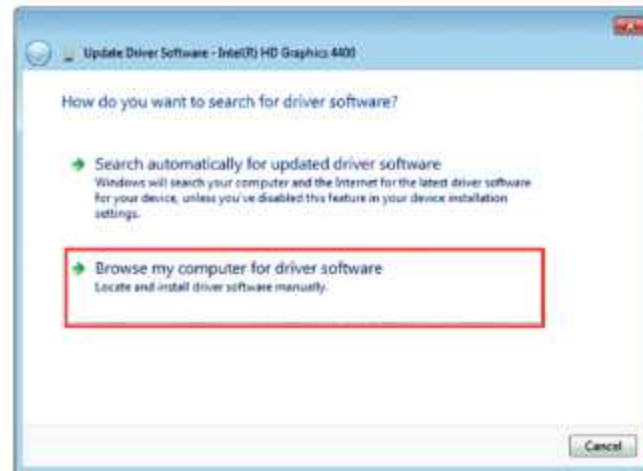 Update Driver Software - Intel(R) HD Graphics 4400
How do you want to search for driver software?
Search automatically for updated driver software
Windows will search your computer and the Internet for the latest driver software
for your device, unless you've disabled this feature in your device installation
settings.
Browse my computer for driver software
Locate and install driver software manually.
Cancel